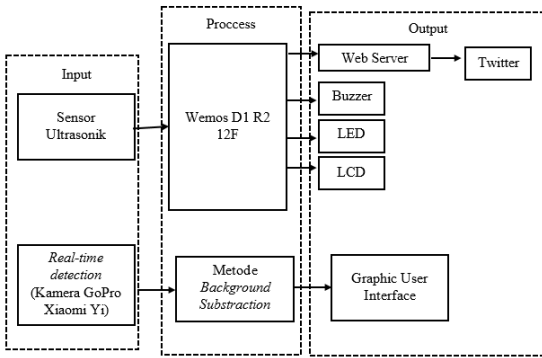 Input
Sensor
Ultrasonik
Real-time
detection
(Kamera GoPro
Xiaomi Yi)
Proccess
Wemos D1 R2
12F
Metode
Background
Substraction
Output
Web Server
Twitter
Buzzer
LED
LCD
Graphic User
Interface